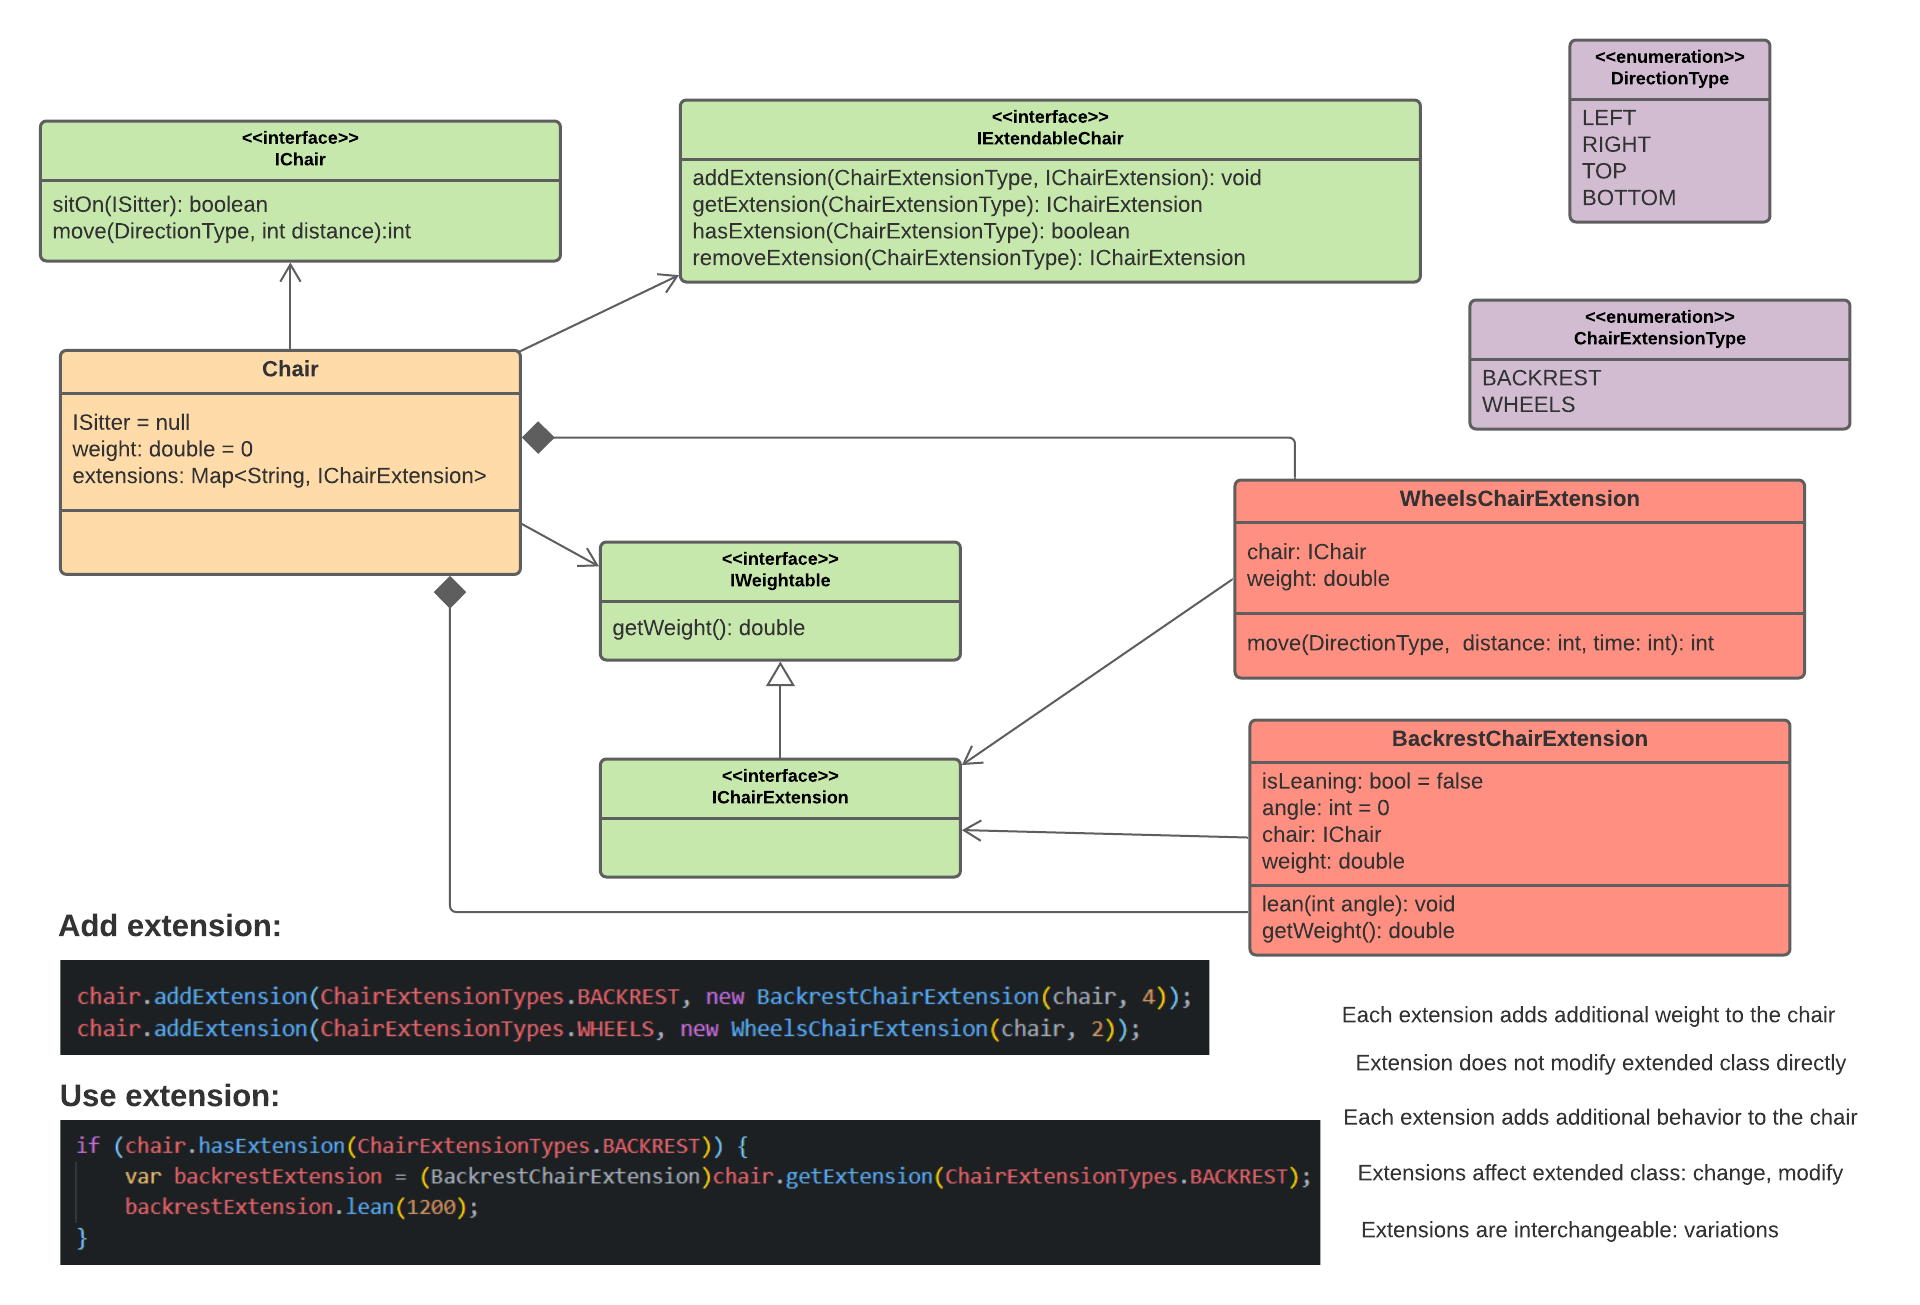 <<enumeration>>
DirectionType
LEFT
RIGHT
TOP
BOTTOM
<<interface>>
IChair
sitOn(ISitter): boolean
move(DirectionType, int distance):int
<<interface>>
IExtendableChair
addExtension(ChairExtensionType, IChairExtension): void
getExtension(ChairExtensionType): IChairExtension
hasExtension(ChairExtensionType): boolean
removeExtension(ChairExtensionType): IChairExtension
<<enumeration>>
ChairExtensionType
BACKREST
WHEELS
Chair
ISitter = null
weight: double = 0
extensions: Map<String, IChairExtension>
WheelsChairExtension
chair: IChair
weight: double
move(DirectionType,  distance: int, time: int): int
<<interface>>
IWeightable
getWeight(): double
<<interface>>
IChairExtension
BackrestChairExtension
isLeaning: bool = false
angle: int = 0
chair: IChair
weight: double
lean(int angle): void
getWeight(): double
Add extension:
chair.addExtension(ChairExtensionTypes.BACKREST, new BackrestChairExtension(chair, 4));
chair.addExtension(ChairExtensionTypes.WHEELS, new WheelsChairExtension(chair, 2));
Use extension:
if (chair.hasExtension(ChairExtensionTypes.BACKREST)) {
    var backrestExtension = (BackrestChairExtension)chair.getExtension(ChairExtensionTypes.BACKREST);
    backrestExtension.lean(1200);
}
Each extension adds additional weight to the chair
Extension does not modify extended class directly
Each extension adds additional behavior to the chair
Extensions affect extended class: change, modify
Extensions are interchangeable: variations